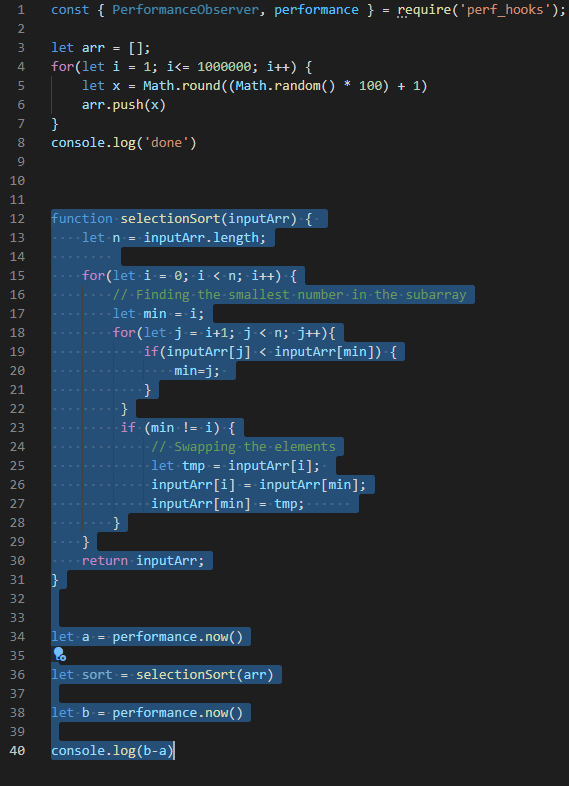 1 const { PerformanceObserver, performance } = require('perf_hooks');
2
3 let arr = [];
4 for(let i = 1; i<= 1000000; i++) {
5     let x = Math.round((Math.random() * 100) + 1)
6     arr.push(x)
7 }
8 console.log('done')
9
10
11
12 function selectionSort(inputArr) {
13     let n = inputArr.length;
14
15     for(let i = 0; i < n; i++) {
16         // Finding the smallest number in the subarray
17         let min = i;
18         for(let j = i+1; j < n; j++){
19             if(inputArr[j] < inputArr[min]) {
20                 min=j;
21             }
22          }
23          if (min != i) {
24              // Swapping the elements
25              let tmp = inputArr[i];
26              inputArr[i] = inputArr[min];
27              inputArr[min] = tmp;
28         }
29     }
30     return inputArr;
31 }
32
33
34 let a = performance.now()
35
36 let sort = selectionSort(arr)
37
38 let b = performance.now()
39
40 console.log(b-a)